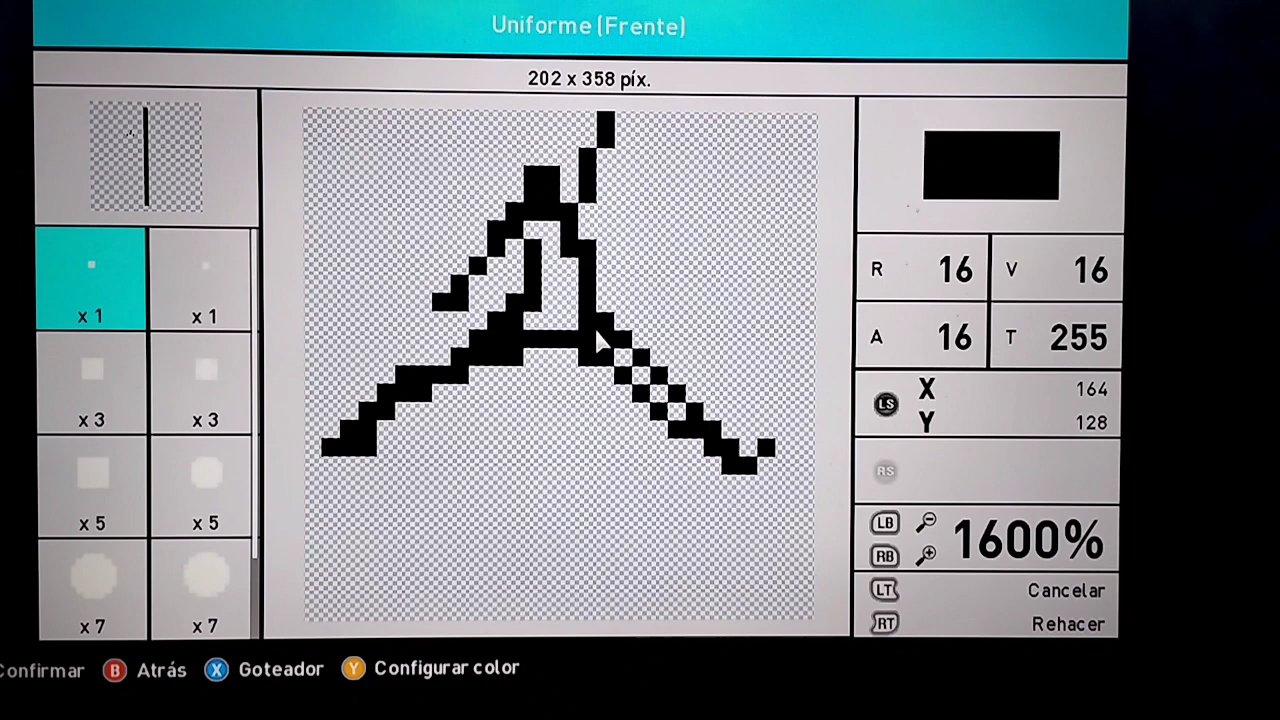 Uniforme (Frente)
202 x 358 píx.
x 1
x 1
x 3
x 3
x 5
x 5
x 7
x 7
R 16
V 16
A 16
T 255
LS X 164
Y 128
RS
LB 1600%
RB
LT Cancelar
RT Rehacer
Confirmar B Atrás X Goteador Y Configurar color